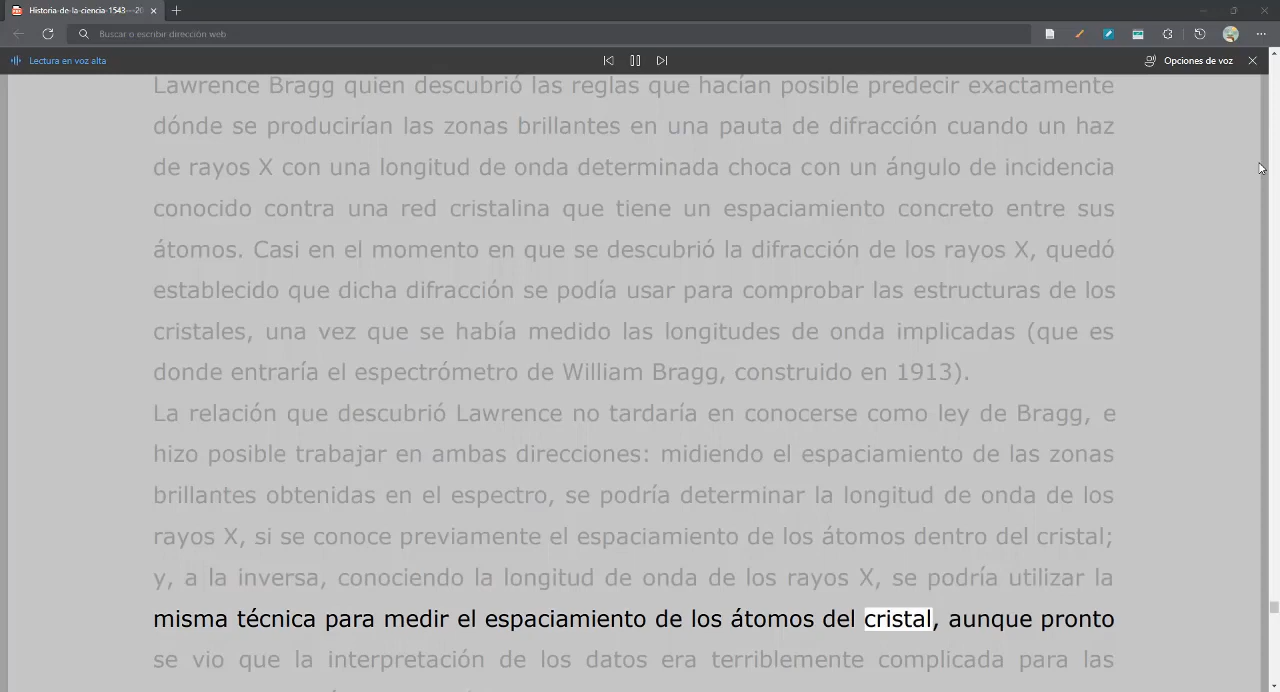 Historia-de-la-ciencia-1543---20
Buscar o escribir dirección web
Lectura en voz alta
Opciones de voz
Lawrence Bragg quien descubrió las reglas que hacían posible predecir exactamente
dónde se producirían las zonas brillantes en una pauta de difracción cuando un haz
de rayos X con una longitud de onda determinada choca con un ángulo de incidencia
conocido contra una red cristalina que tiene un espaciamiento concreto entre sus
átomos. Casi en el momento en que se descubrió la difracción de los rayos X, quedó
establecido que dicha difracción se podía usar para comprobar las estructuras de los
cristales, una vez que se había medido las longitudes de onda implicadas (que es
donde entraría el espectrómetro de William Bragg, construido en 1913).
La relación que descubrió Lawrence no tardaría en conocerse como ley de Bragg, e
hizo posible trabajar en ambas direcciones: midiendo el espaciamiento de las zonas
brillantes obtenidas en el espectro, se podría determinar la longitud de onda de los
rayos X, si se conoce previamente el espaciamiento de los átomos dentro del cristal;
y, a la inversa, conociendo la longitud de onda de los rayos X, se podría utilizar la
misma técnica para medir el espaciamiento de los átomos del cristal, aunque pronto
se vio que la interpretación de los datos era terriblemente complicada para las